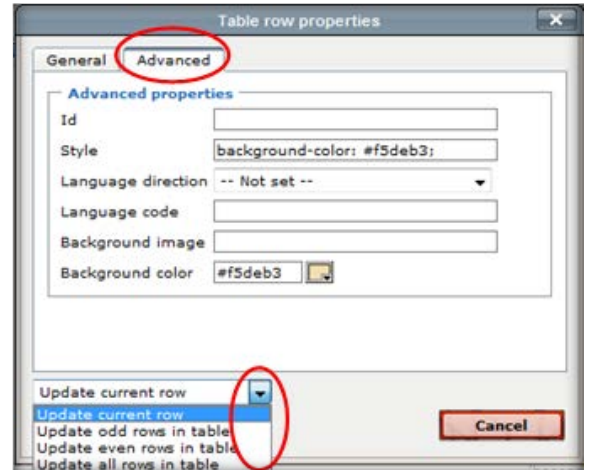 Table row properties
General Advanced
Advanced properties
Id
Style background-color: #f5deb3;
Language direction -- Not set --
Language code
Background image
Background color #f5deb3
Update current row
Update current row
Update odd rows in table
Update even rows in table
Update all rows in table
Cancel